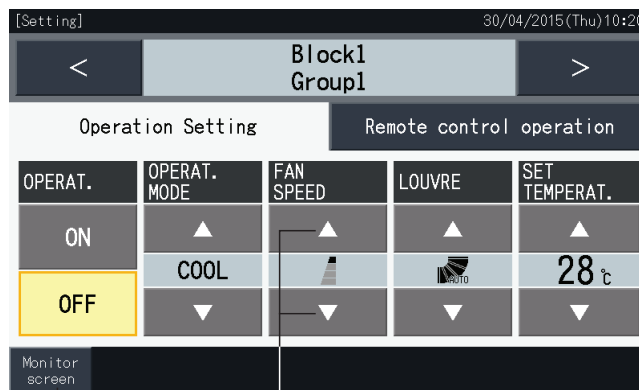 [Setting]
30/04/2015(Thu)10:20
<
Block1
Group1
>
Operation Setting
Remote control operation
OPERAT.
OPERAT.
MODE
FAN
SPEED
LOUVRE
SET
TEMPERAT.
ON
COOL
AUTO
28℃
OFF
Monitor
screen